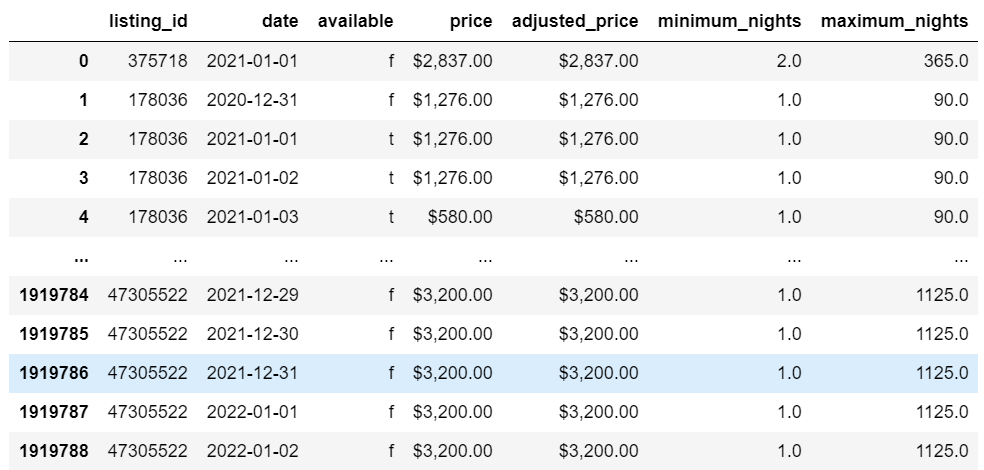 listing_id date available price adjusted_price minimum_nights maximum_nights
0 375718 2021-01-01 f $2,837.00 $2,837.00 2.0 365.0
1 178036 2020-12-31 f $1,276.00 $1,276.00 1.0 90.0
2 178036 2021-01-01 t $1,276.00 $1,276.00 1.0 90.0
3 178036 2021-01-02 t $1,276.00 $1,276.00 1.0 90.0
4 178036 2021-01-03 t $580.00 $580.00 1.0 90.0
... ... ... ... ... ... ... ...
1919784 47305522 2021-12-29 f $3,200.00 $3,200.00 1.0 1125.0
1919785 47305522 2021-12-30 f $3,200.00 $3,200.00 1.0 1125.0
1919786 47305522 2021-12-31 f $3,200.00 $3,200.00 1.0 1125.0
1919787 47305522 2022-01-01 f $3,200.00 $3,200.00 1.0 1125.0
1919788 47305522 2022-01-02 f $3,200.00 $3,200.00 1.0 1125.0